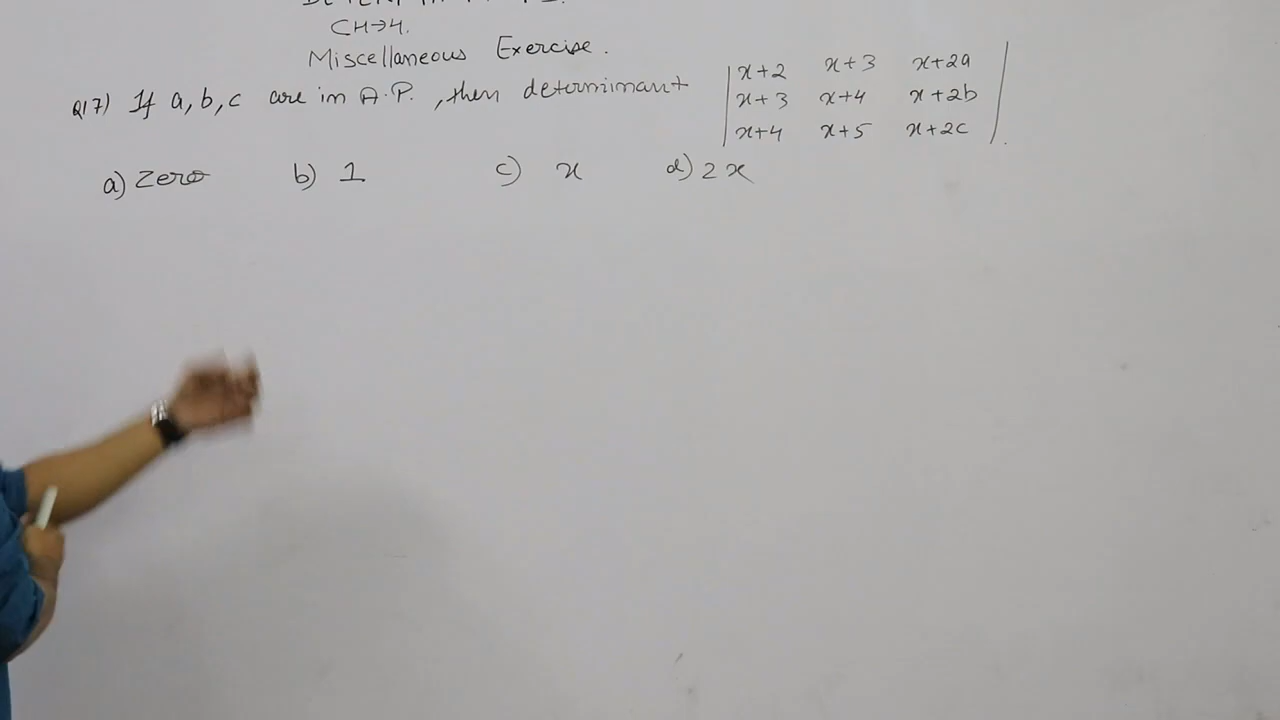 CH→4.
Miscellaneous Exercise.
Q17) If a, b, c are in A.P., then determinant
x+2 x+3 x+2a
x+3 x+4 x+2b
x+4 x+5 x+2c
a) Zero b) 1 c) x d) 2x